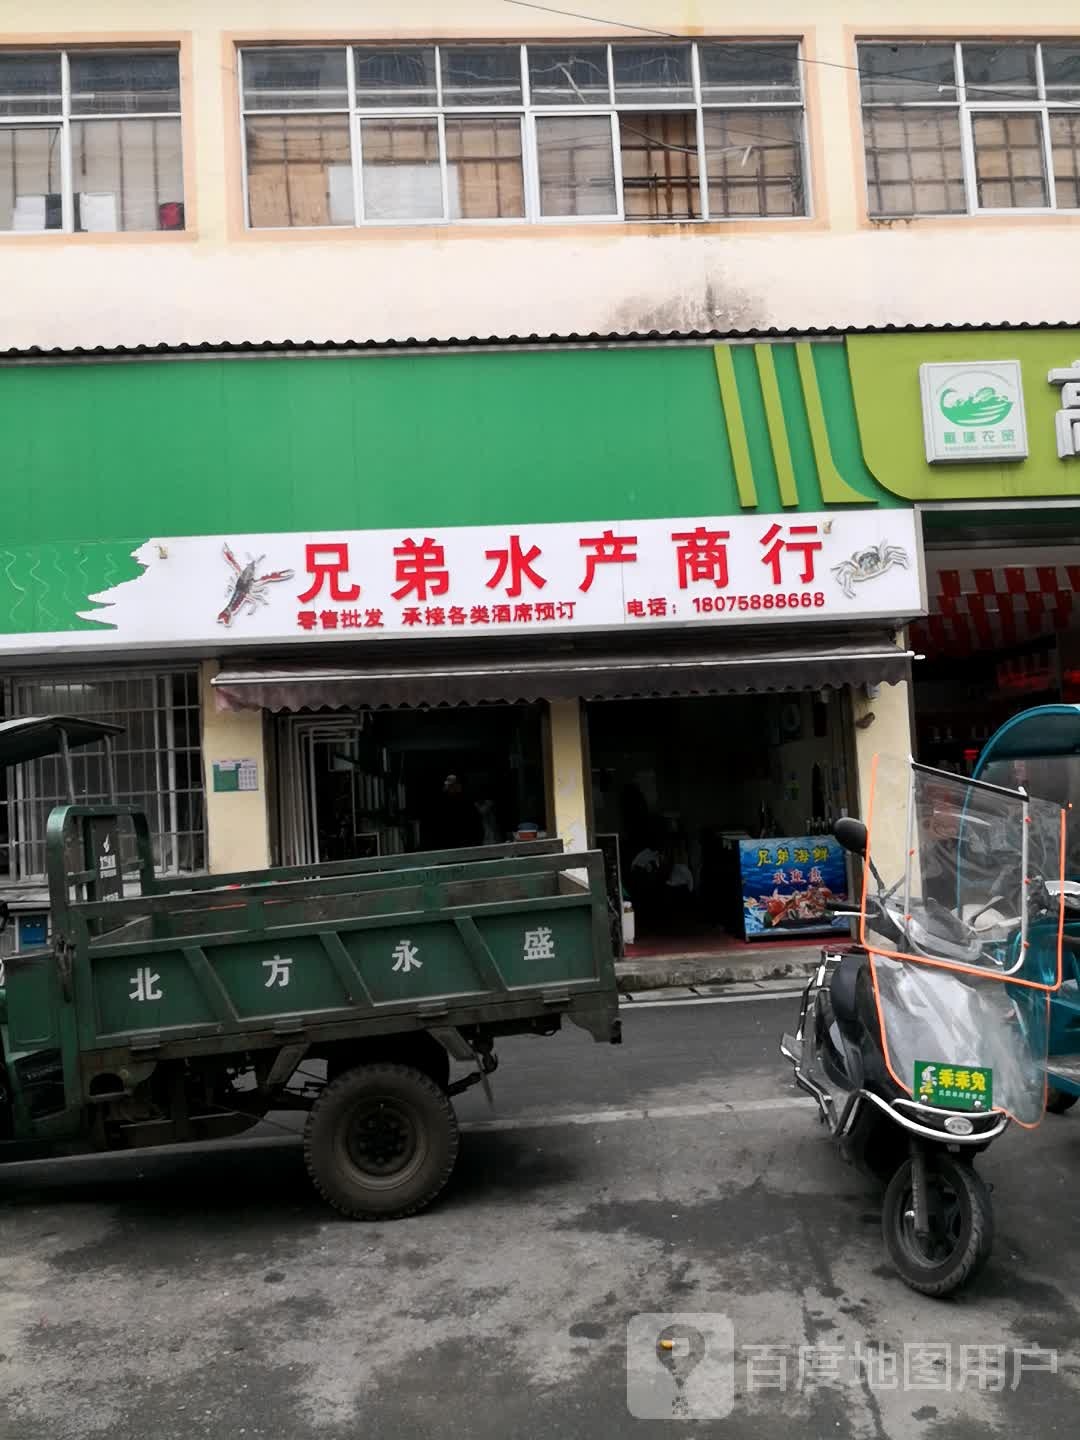 高
兄弟水产商行
零售批发 承接各类酒席预订 电话：18075888668
兄弟海鲜
北方永盛
乖乖兔
百度地图用户